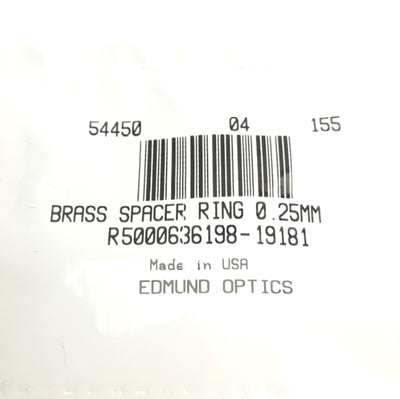 54450 04 155
BRASS SPACER RING 0.25MM
R5000636198-19181
Made in USA
EDMUND OPTICS